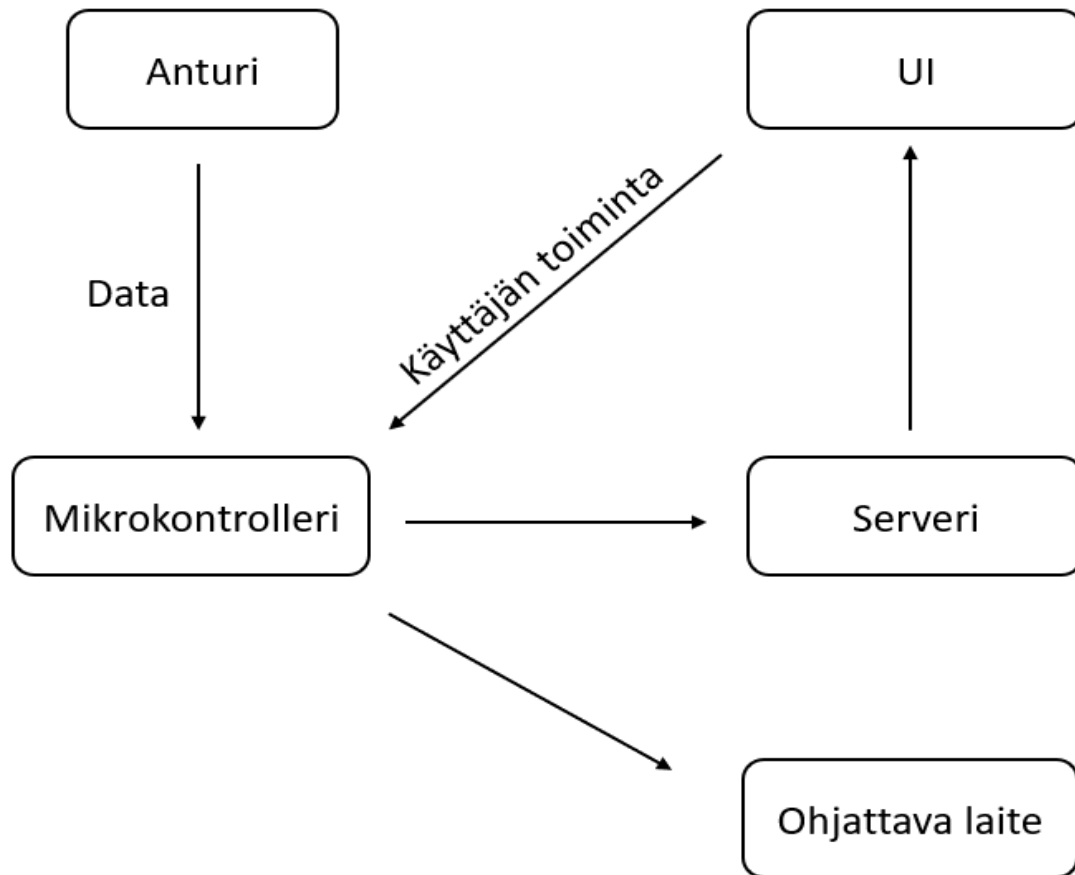 Anturi
UI
Käyttäjän toiminta
Data
Mikrokontrolleri
Serveri
Ohjattava laite